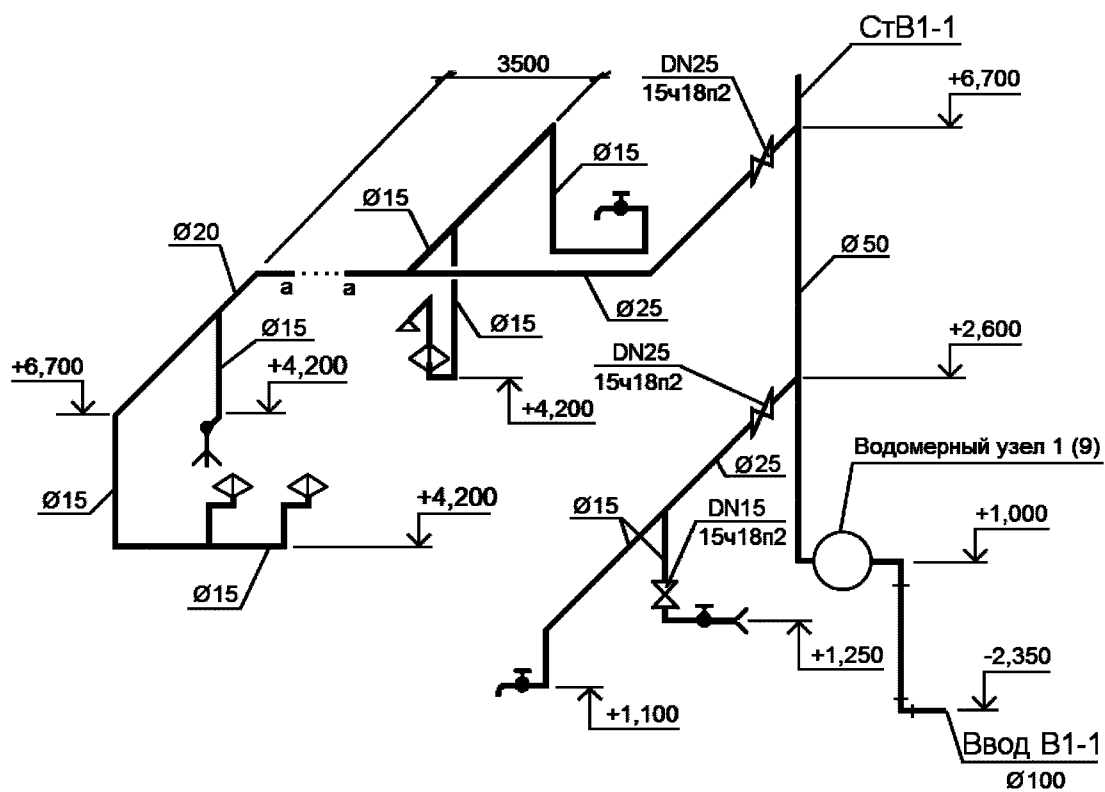 СтВ1-1
3500
DN25
15ч18п2
+6,700
Ø15
Ø15
Ø20
Ø50
а
а
Ø25
Ø15
Ø15
+2,600
DN25
15ч18п2
+6,700
+4,200
+4,200
Водомерный узел 1 (9)
Ø25
Ø15
+4,200
Ø15
DN15
15ч18п2
+1,000
Ø15
+1,250
-2,350
+1,100
Ввод В1-1
Ø100